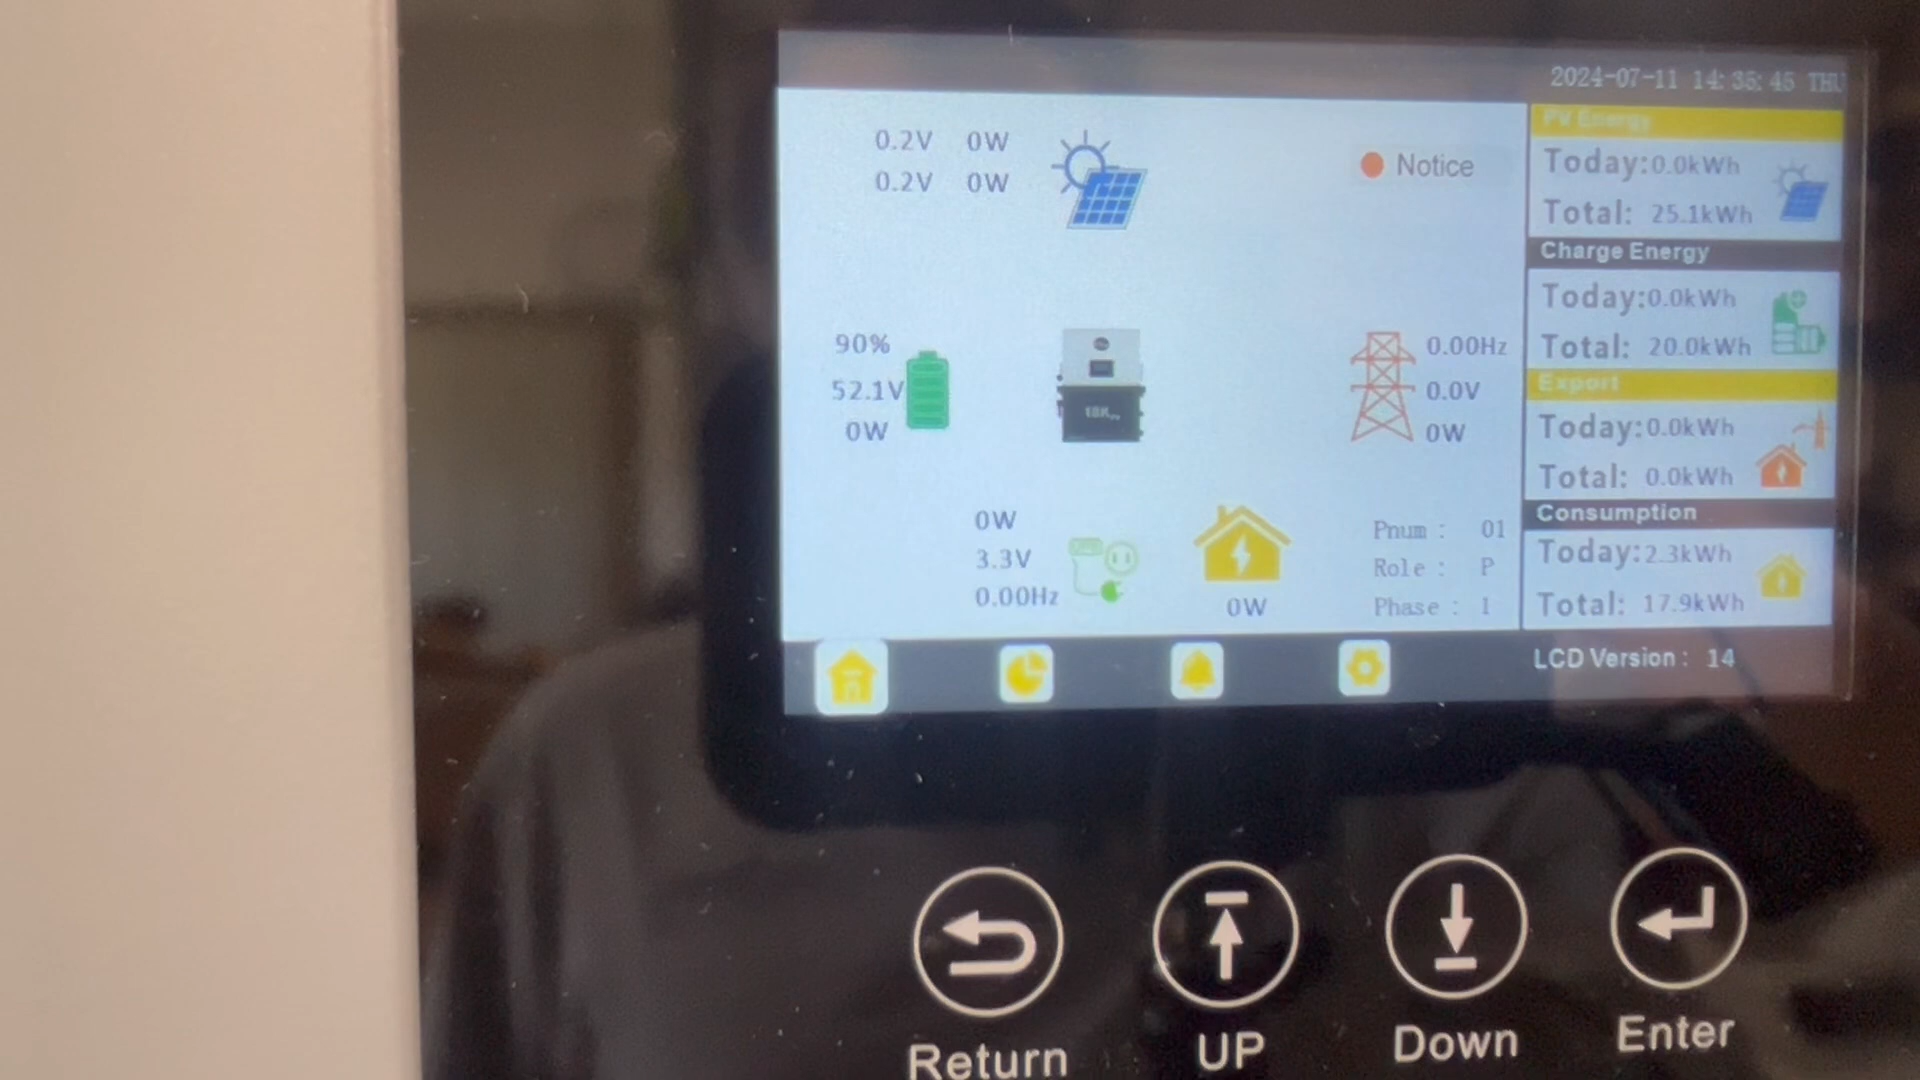 2024-07-11 14:35:45 THU
0.2V 0W
0.2V 0W
Notice
90%
52.1V
0W
18K
0.00Hz
0.0V
0W
0W
3.3V
0.00Hz
0W
Pnum : 01
Role : P
Phase : 1
PV Energy
Today:0.0kWh
Total: 25.1kWh
Charge Energy
Today:0.0kWh
Total: 20.0kWh
Export
Today:0.0kWh
Total: 0.0kWh
Consumption
Today:2.3kWh
Total: 17.9kWh
LCD Version : 14
Return
UP
Down
Enter